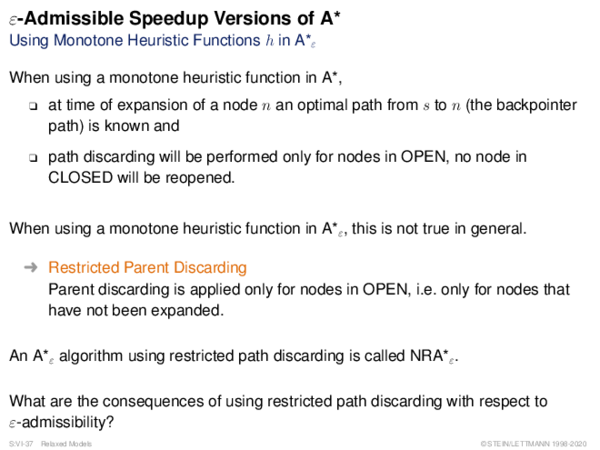 ε-Admissible Speedup Versions of A*
Using Monotone Heuristic Functions h in A*ε
When using a monotone heuristic function in A*,
❑ at time of expansion of a node n an optimal path from s to n (the backpointer
path) is known and
❑ path discarding will be performed only for nodes in OPEN, no node in
CLOSED will be reopened.
When using a monotone heuristic function in A*ε, this is not true in general.
➜ Restricted Parent Discarding
Parent discarding is applied only for nodes in OPEN, i.e. only for nodes that
have not been expanded.
An A*ε algorithm using restricted path discarding is called NRA*ε.
What are the consequences of using restricted path discarding with respect to
ε-admissibility?
S:VI-37 Relaxed Models © STEIN/LETTMANN 1998-2020